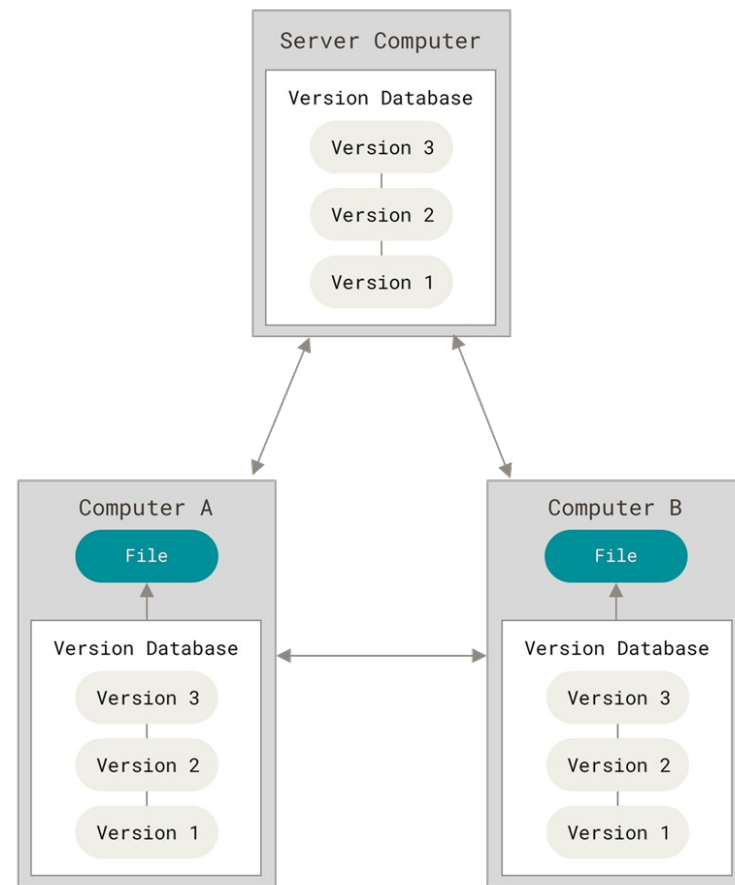 Server Computer
Version Database
Version 3
Version 2
Version 1
Computer A
File
Version Database
Version 3
Version 2
Version 1
Computer B
File
Version Database
Version 3
Version 2
Version 1